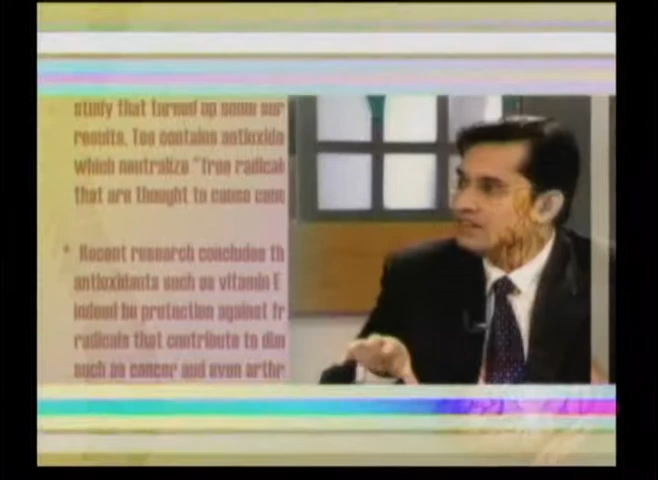 study that turned up some sur
results. Tea contains antioxida
which neutralize "free radical
that are thought to cause canc
* Recent research concludes th
antioxidants such as vitamin E
indeed be protection against fr
radicals that contribute to dis
such as cancer and even arthr